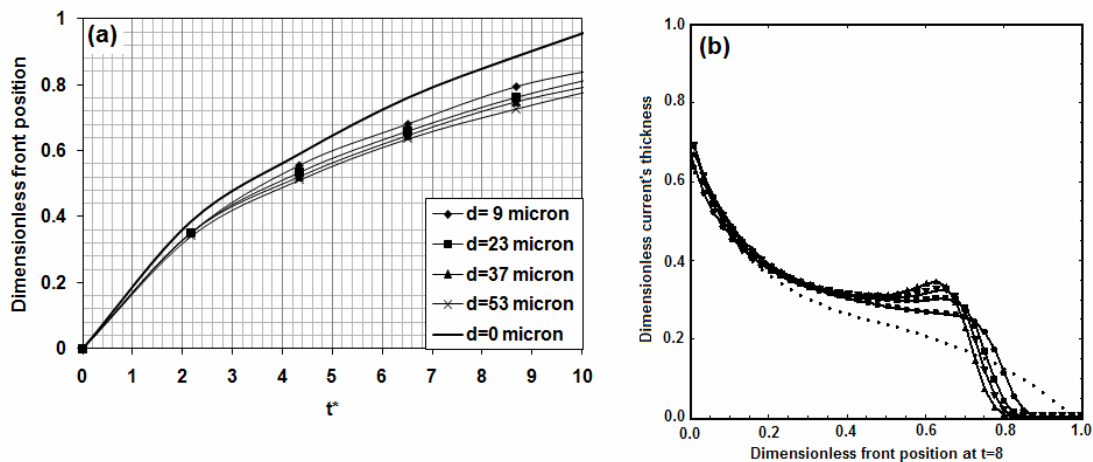 (a)
Dimensionless front position
1
0.8
0.6
0.4
0.2
0
0 1 2 3 4 5 6 7 8 9 10
t*
d= 9 micron
d=23 micron
d=37 micron
d=53 micron
d=0 micron
(b)
Dimensionless current's thickness
1.0
0.8
0.6
0.4
0.2
0.0
0.0 0.2 0.4 0.6 0.8 1.0
Dimensionless front position at t=8